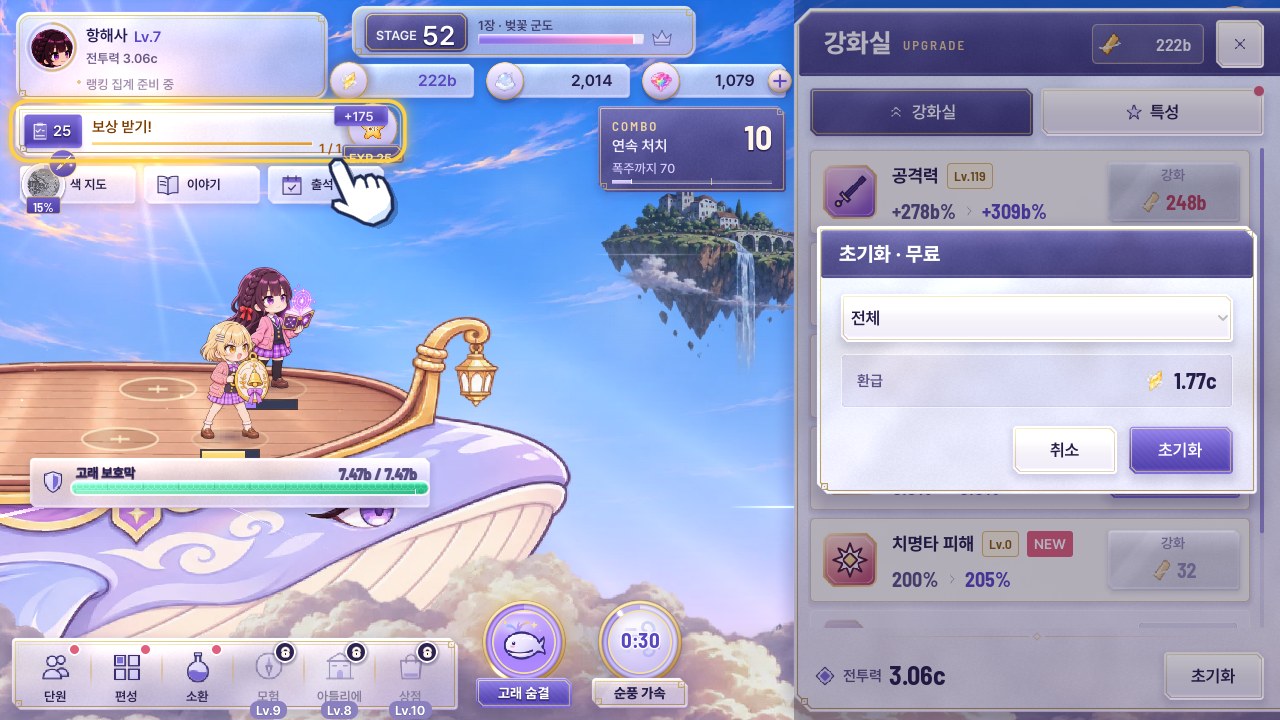 항해사 Lv.7
전투력 3.06c
랭킹 집계 준비 중
STAGE 52
1장 · 벚꽃 군도
222b
2,014
1,079
25
보상 받기!
+175
1/1
EXP 25
색 지도
15%
이야기
출석
COMBO
연속 처치
10
폭주까지 70
고래 보호막
7.47b / 7.47b
단원
편성
소환
모험
Lv.9
아틀리에
Lv.8
상점
Lv.10
고래 숨결
0:30
순풍 가속
강화실 UPGRADE
222b
강화실
특성
공격력 Lv.119
+278b% +309b%
강화
248b
초기화 · 무료
전체
환급
1.77c
취소
초기화
치명타 피해 Lv.0 NEW
200% 205%
강화
32
전투력 3.06c
초기화